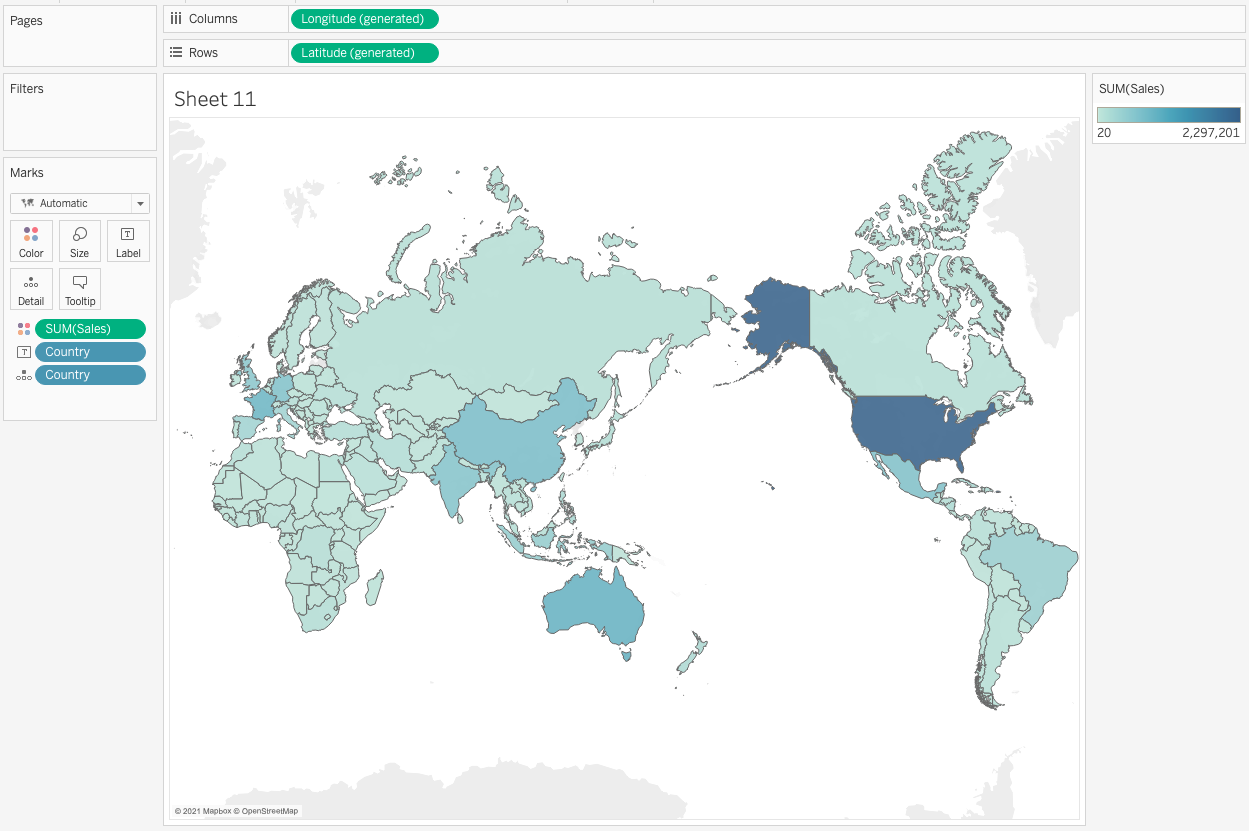 Pages
Columns
Longitude (generated)
Rows
Latitude (generated)
Filters
Sheet 11
SUM(Sales)
20 2,297,201
Marks
Automatic
Color Size T Label
Detail Tooltip
SUM(Sales)
T Country
Country
© 2021 Mapbox © OpenStreetMap